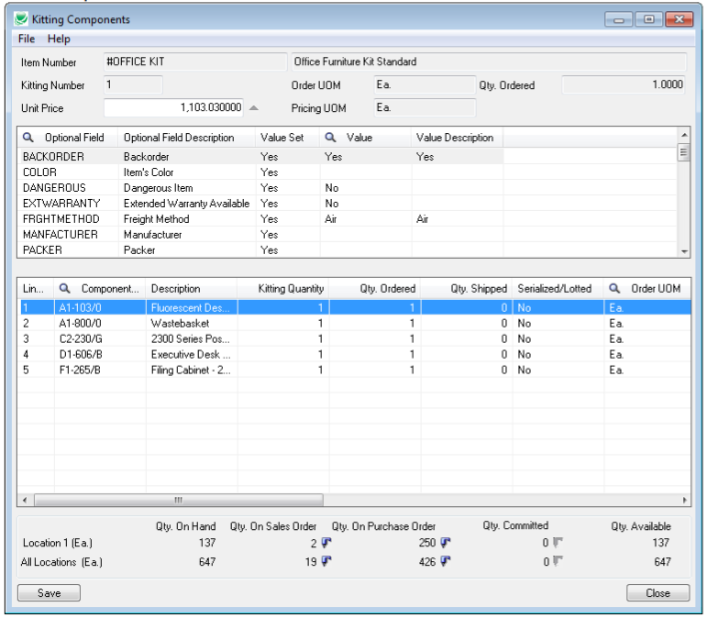 Kitting Components
File Help
Item Number #OFFICE KIT Office Furniture Kit Standard
Kitting Number 1 Order UOM Ea. Qty. Ordered 1.0000
Unit Price 1,103.030000 Pricing UOM Ea.
Optional Field Optional Field Description Value Set Value Value Description
BACKORDER Backorder Yes Yes Yes
COLOR Item's Color Yes
DANGEROUS Dangerous Item Yes No
EXTWARRANTY Extended Warranty Available Yes No
FRGHTMETHOD Freight Method Yes Air Air
MANFACTURER Manufacturer Yes
PACKER Packer Yes
Lin... Component... Description Kitting Quantity Qty. Ordered Qty. Shipped Serialized/Lotted Order UOM
1 A1-103/0 Fluorescent Des... 1 1 0 No Ea.
2 A1-800/0 Wastebasket 1 1 0 No Ea.
3 C2-230/G 2300 Series Pos... 1 1 0 No Ea.
4 D1-606/B Executive Desk ... 1 1 0 No Ea.
5 F1-265/B Filing Cabinet - 2... 1 1 0 No Ea.
Qty. On Hand Qty. On Sales Order Qty. On Purchase Order Qty. Committed Qty. Available
Location 1 (Ea.) 137 2 250 0 137
All Locations (Ea.) 647 19 426 0 647
Save Close